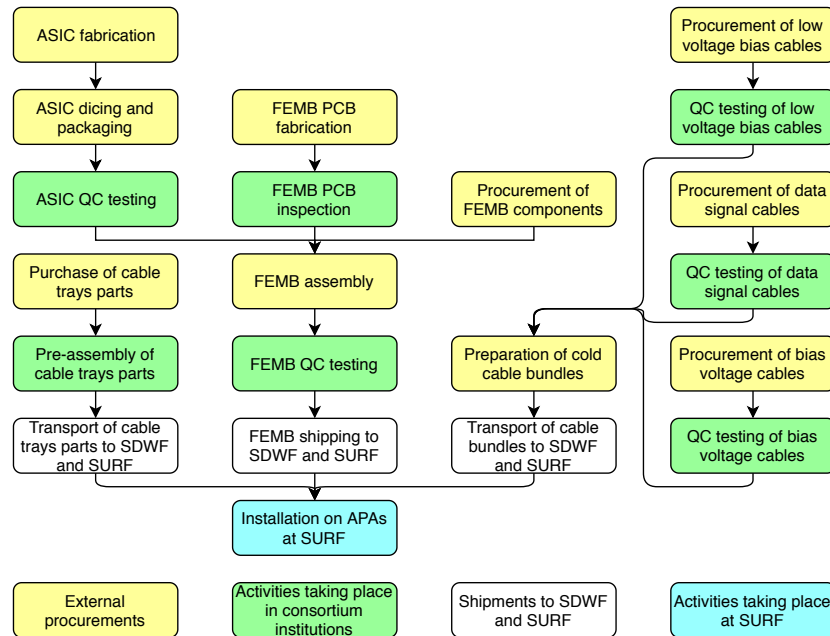 ASIC fabrication
Procurement of low
voltage bias cables
ASIC dicing and
packaging
FEMB PCB
fabrication
QC testing of low
voltage bias cables
ASIC QC testing
FEMB PCB
inspection
Procurement of
FEMB components
Procurement of data
signal cables
Purchase of cable
trays parts
FEMB assembly
QC testing of data
signal cables
Pre-assembly of
cable trays parts
FEMB QC testing
Preparation of cold
cable bundles
Procurement of bias
voltage cables
Transport of cable
trays parts to SDWF
and SURF
FEMB shipping to
SDWF and SURF
Transport of cable
bundles to SDWF
and SURF
QC testing of bias
voltage cables
Installation on APAs
at SURF
External
procurements
Activities taking place
in consortium
institutions
Shipments to SDWF
and SURF
Activities taking place
at SURF